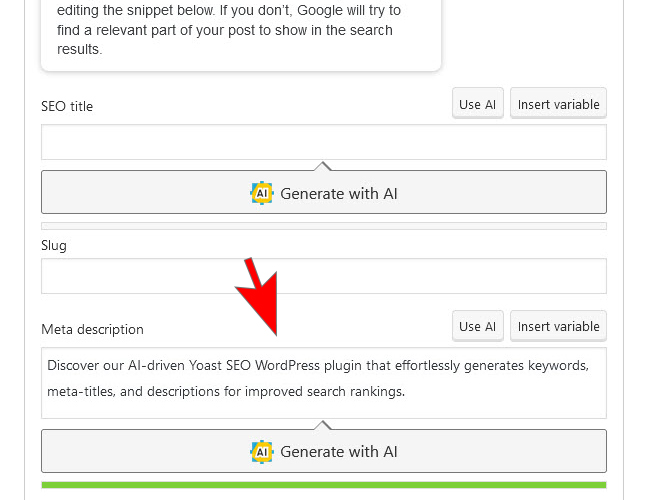 editing the snippet below. If you don’t, Google will try to
find a relevant part of your post to show in the search
results.
SEO title
Use AI
Insert variable
AI Generate with AI
Slug
Meta description
Use AI
Insert variable
Discover our AI-driven Yoast SEO WordPress plugin that effortlessly generates keywords,
meta-titles, and descriptions for improved search rankings.
AI Generate with AI